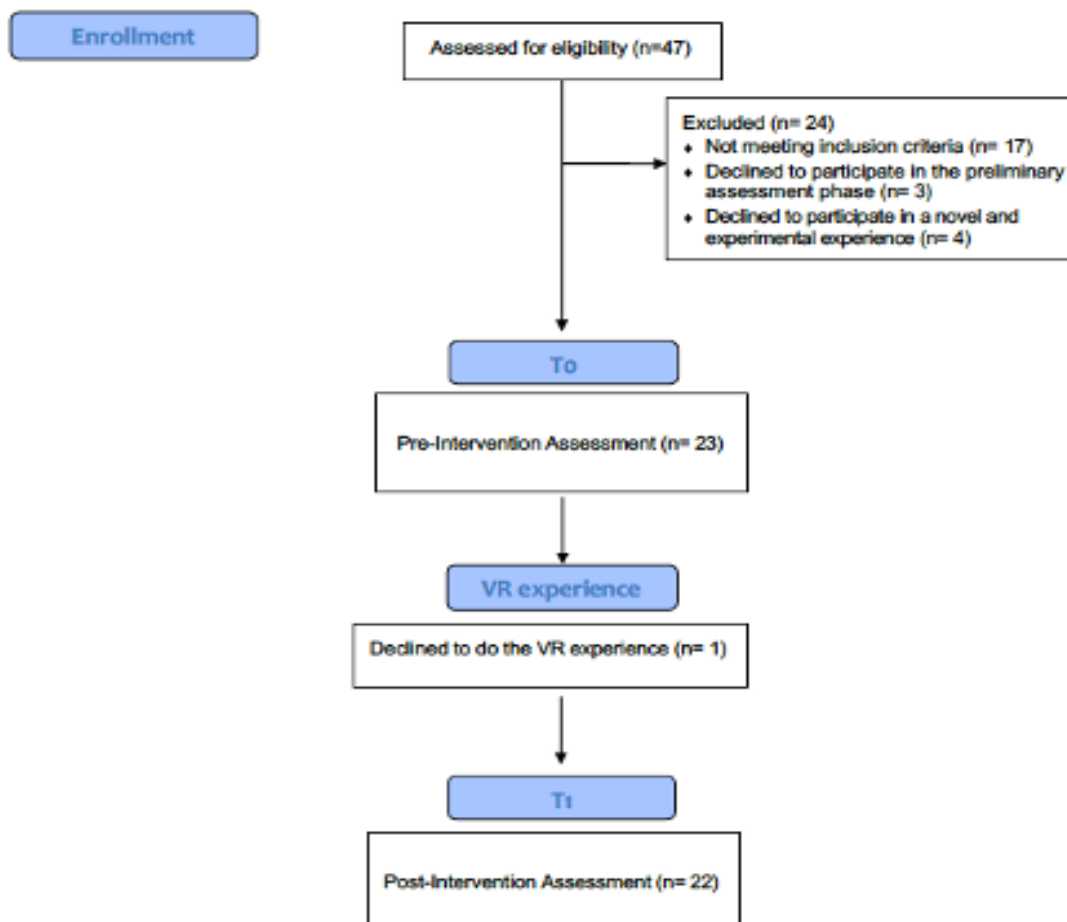 Enrollment
Assessed for eligibility (n=47)
Excluded (n= 24)
♦ Not meeting inclusion criteria (n= 17)
♦ Declined to participate in the preliminary
assessment phase (n= 3)
♦ Declined to participate in a novel and
experimental experience (n= 4)
T0
Pre-Intervention Assessment (n= 23)
VR experience
Declined to do the VR experience (n= 1)
T1
Post-Intervention Assessment (n= 22)